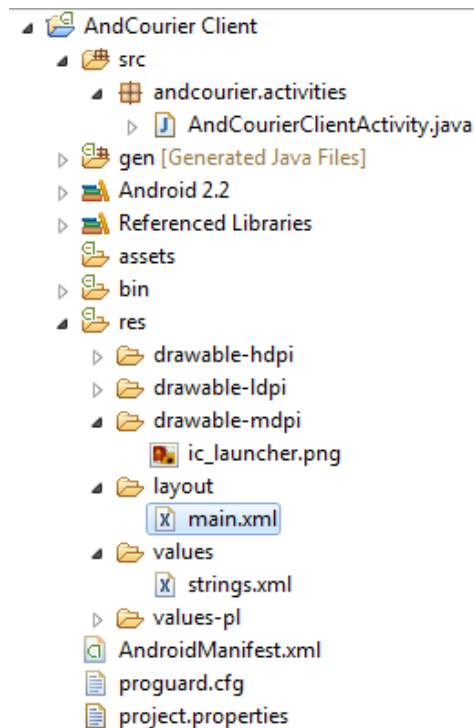 AndCourier Client
src
andcourier.activities
AndCourierClientActivity.java
gen [Generated Java Files]
Android 2.2
Referenced Libraries
assets
bin
res
drawable-hdpi
drawable-ldpi
drawable-mdpi
ic_launcher.png
layout
main.xml
values
strings.xml
values-pl
AndroidManifest.xml
proguard.cfg
project.properties